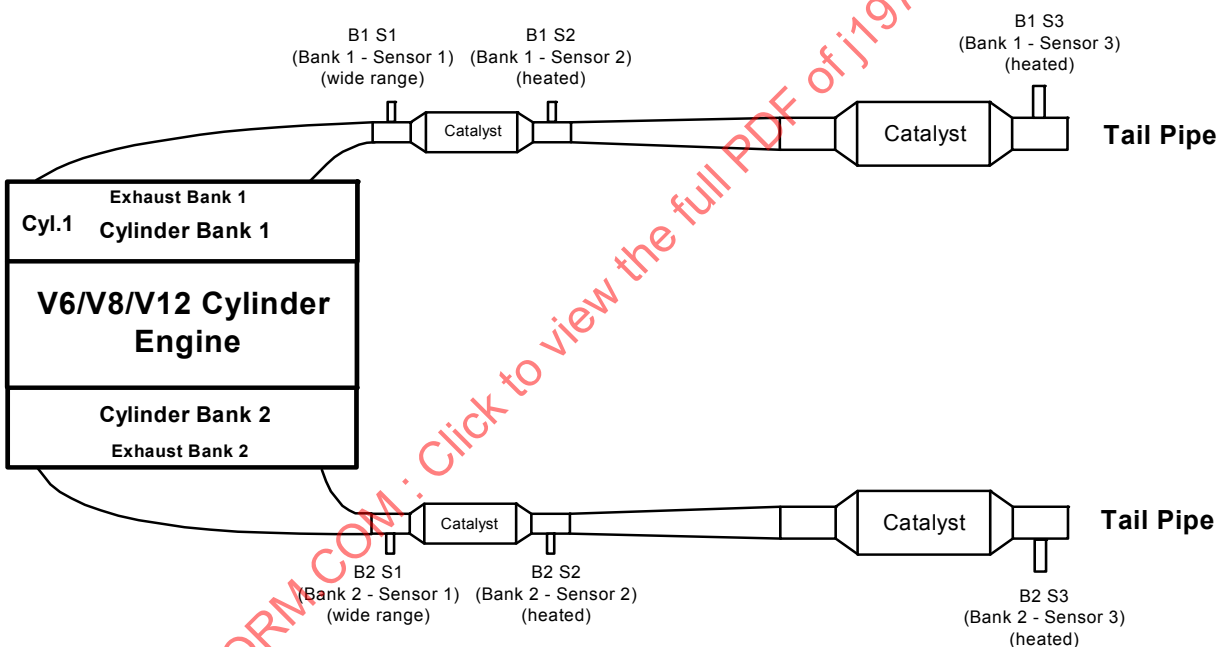 B1 S1
(Bank 1 - Sensor 1)
(wide range)
B1 S2
(Bank 1 - Sensor 2)
(heated)
B1 S3
(Bank 1 - Sensor 3)
(heated)
Catalyst
Catalyst
Tail Pipe
Exhaust Bank 1
Cyl.1
Cylinder Bank 1
V6/V8/V12 Cylinder
Engine
Cylinder Bank 2
Exhaust Bank 2
Catalyst
Catalyst
Tail Pipe
B2 S1
(Bank 2 - Sensor 1)
(wide range)
B2 S2
(Bank 2 - Sensor 2)
(heated)
B2 S3
(Bank 2 - Sensor 3)
(heated)
ORM.COM : Click to view the full PDF of j197